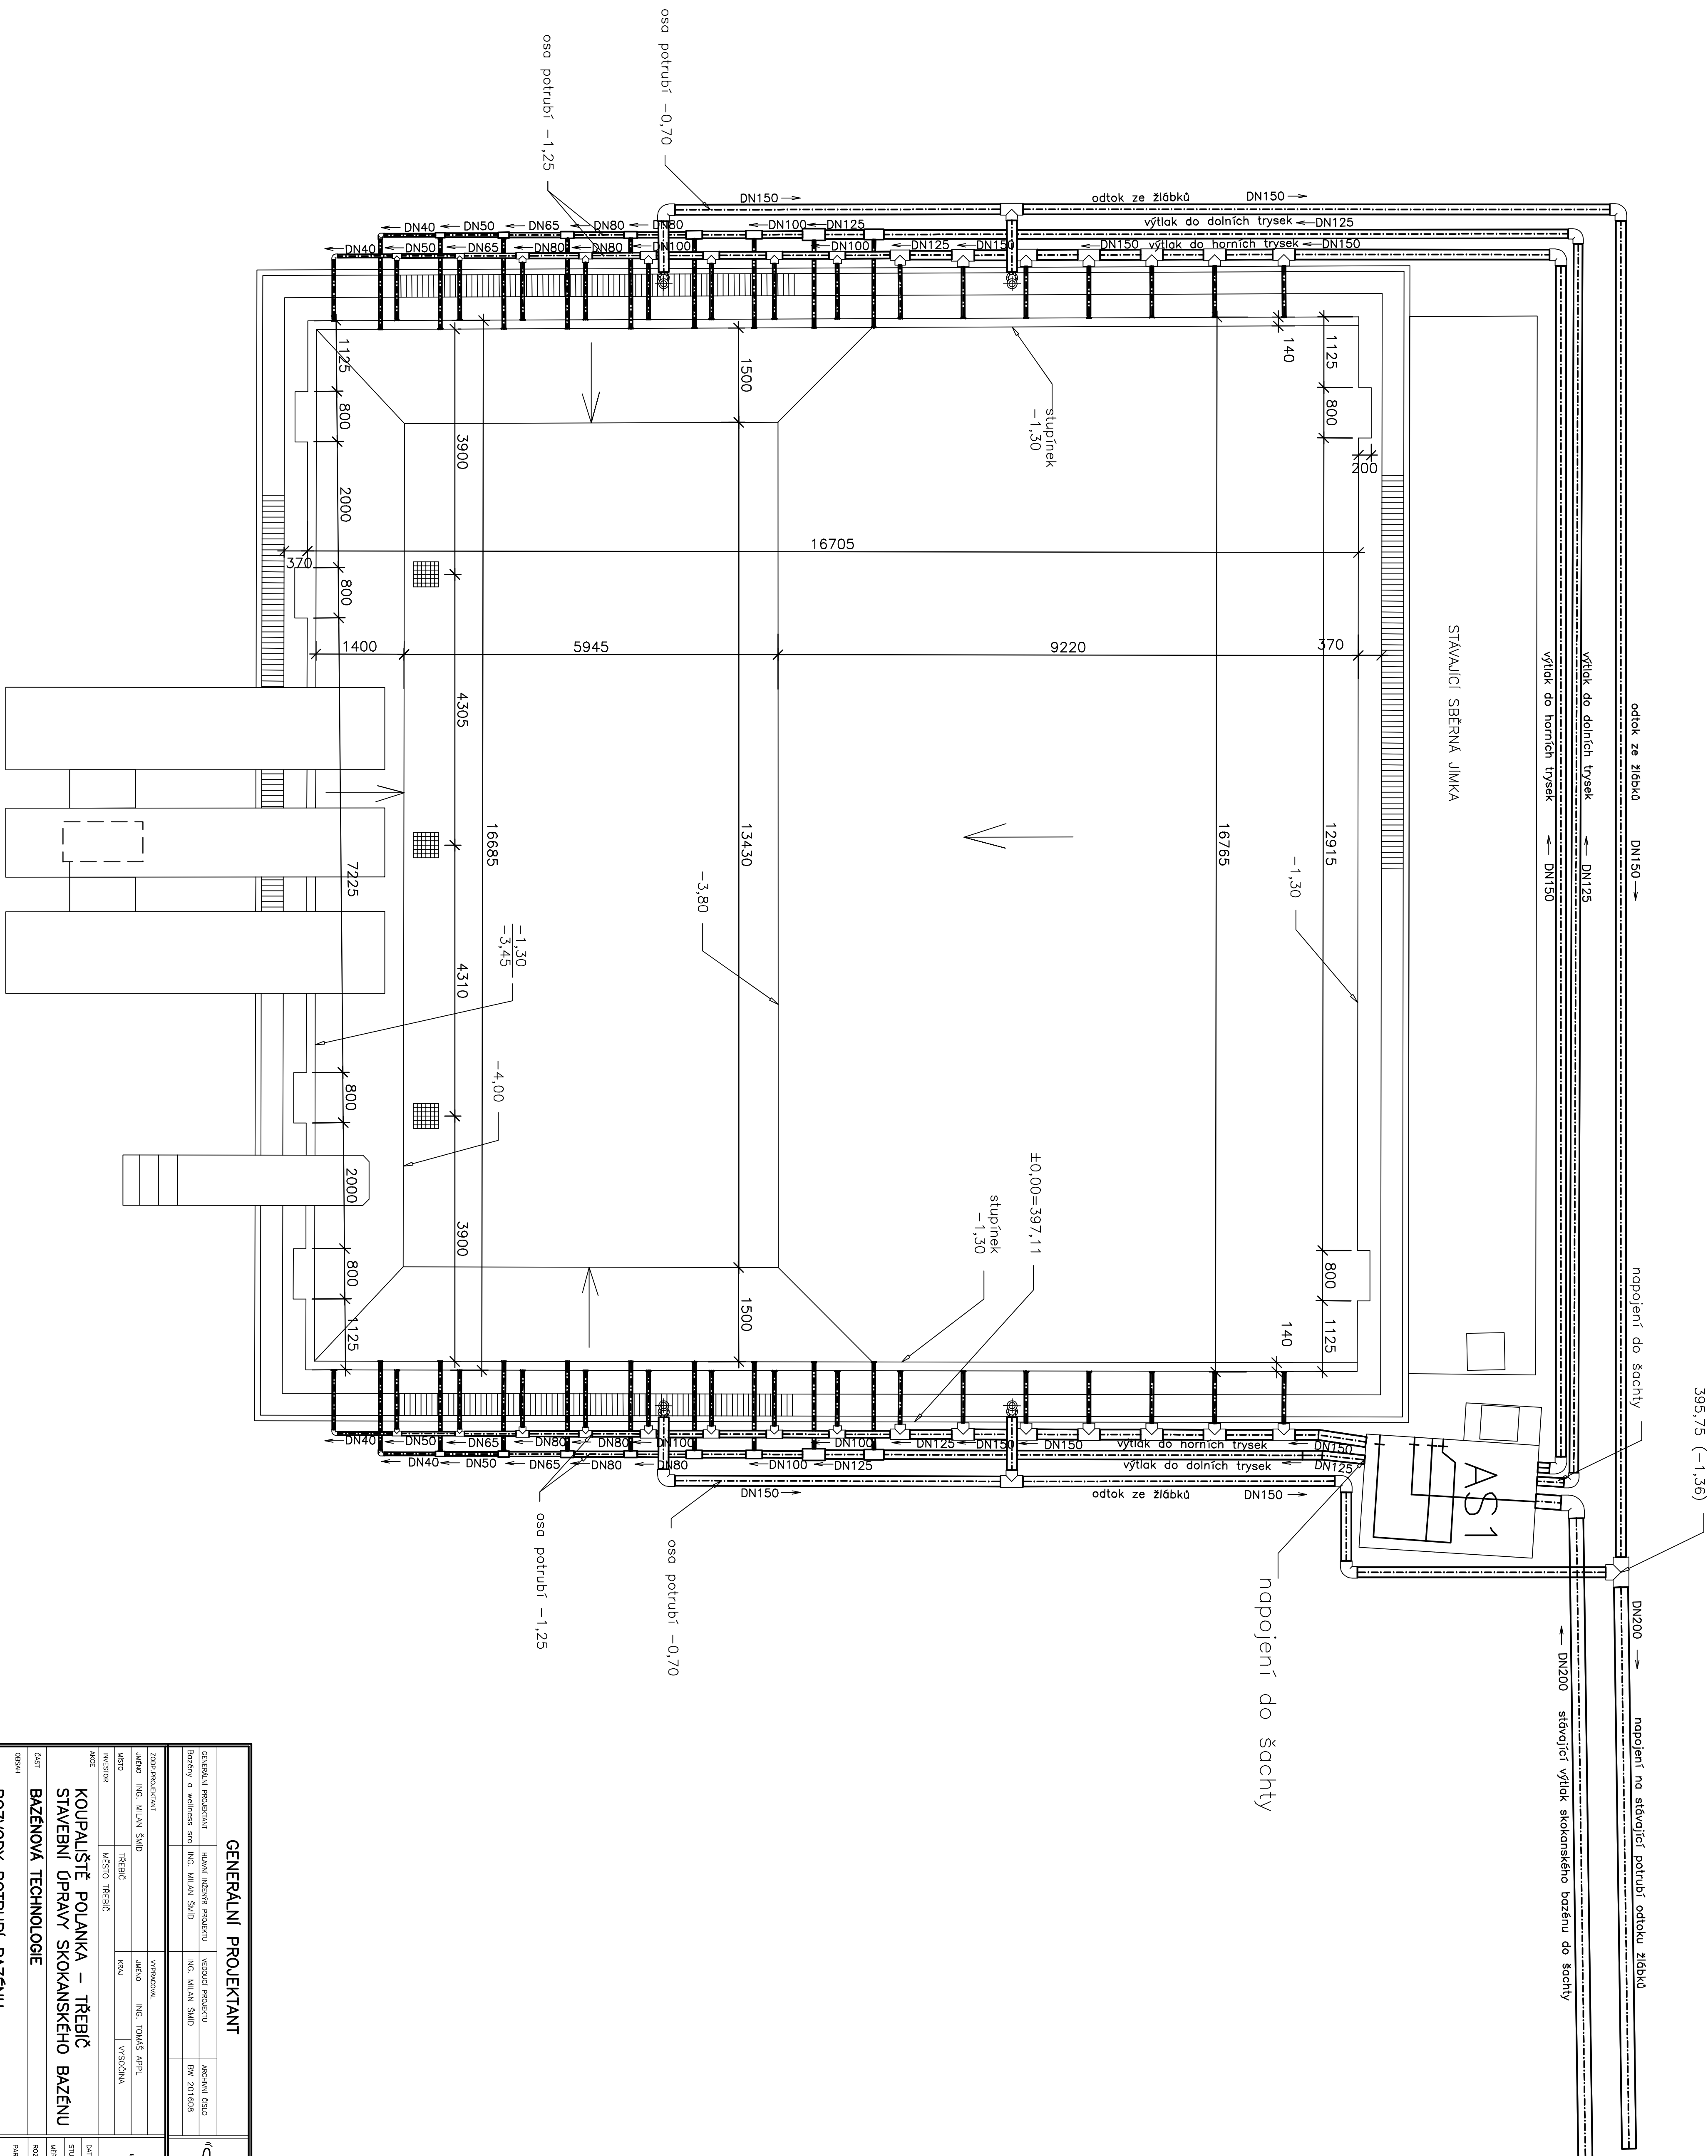 osa potrubí -0,70
osa potrubí -1,25
DN150
odtok ze žlábků
DN150
výtlak do dolních trysek
DN125
DN40
DN50
DN65
DN80
DN80
DN100
DN125
DN40
DN50
DN65
DN80
DN80
DN100
DN100
DN125
DN150
DN150
výtlak do horních trysek
DN150
1125
800
2000
800
7225
800
2000
800
1125
3900
4305
4310
3900
16685
1500
13430
1500
140
16765
140
1125
800
12915
800
1125
200
stupínek
-1,30
16705
370
1400
5945
9220
370
STÁVAJÍCÍ SBĚRNÁ JÍMKA
výtlak do horních trysek
DN150
výtlak do dolních trysek
DN125
odtok ze žlábků
DN150
-1,30
-3,80
-1,30
-3,45
-4,00
±0,00=397,11
stupínek
-1,30
napojení do šachty
395,75 (-1,36)
AS1
DN40
DN50
DN65
DN80
DN80
DN100
DN100
DN125
DN150
DN150
výtlak do horních trysek
DN150
DN40
DN50
DN65
DN80
DN80
DN100
DN125
výtlak do dolních trysek
DN125
DN150
odtok ze žlábků
DN150
osa potrubí -1,25
osa potrubí -0,70
napojení do šachty
DN200
napojení na stávající potrubí odtoku žlábků
DN200
stávající výtlak skokanského bazénu do šachty
GENERÁLNÍ PROJEKTANT
GENERÁLNÍ PROJEKTANT
HLAVNÍ INŽENÝR PROJEKTU
VEDOUCÍ PROJEKTU
ARCHIVNÍ ČÍSLO
Bazény a wellness sro
ING. MILAN ŠMÍD
ING. MILAN ŠMÍD
BW 201608
ZODP.PROJEKTANT
VYPRACOVAL
JMÉNO ING. MILAN ŠMÍD
JMÉNO ING. TOMÁŠ APPL
MÍSTO
TŘEBÍČ
KRAJ
VYSOČINA
INVESTOR
MĚSTO TŘEBÍČ
AKCE
KOUPALIŠTĚ POLANKA – TŘEBÍČ
STAVEBNÍ ÚPRAVY SKOKANSKÉHO BAZÉNU
ČÁST
BAZÉNOVÁ TECHNOLOGIE
OBSAH